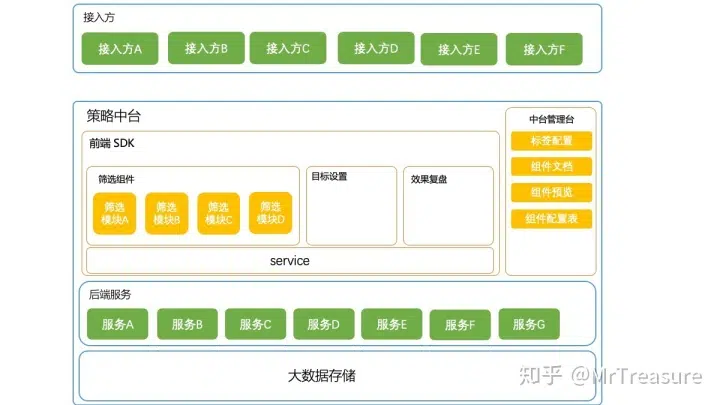 接入方
接入方A
接入方B
接入方C
接入方D
接入方E
接入方F
策略中台
前端 SDK
筛选组件
筛选
模块A
筛选
模块B
筛选
模块C
筛选
模块D
目标设置
效果复盘
service
中台管理台
标签配置
组件文档
组件预览
组件配置表
后端服务
服务A
服务B
服务C
服务D
服务E
服务F
服务G
大数据存储
知乎 @MrTreasure